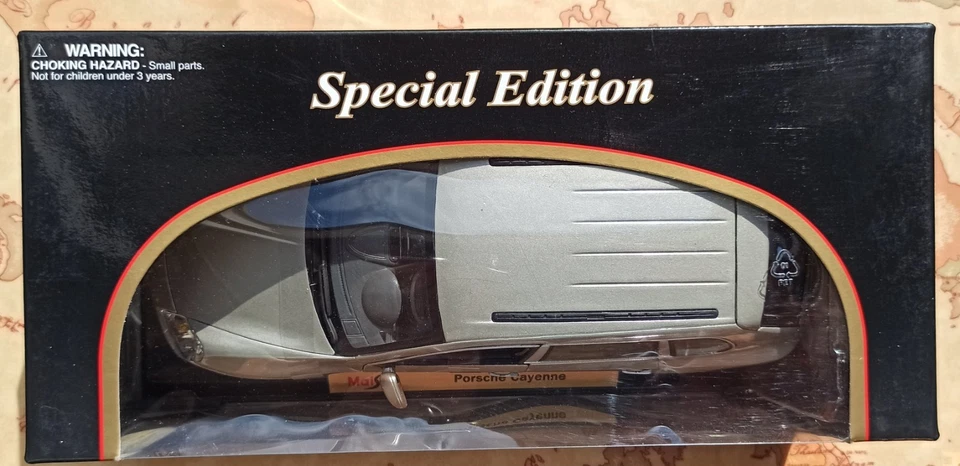 WARNING:
CHOKING HAZARD - Small parts.
Not for children under 3 years.
Special Edition
Porsche Cayenne